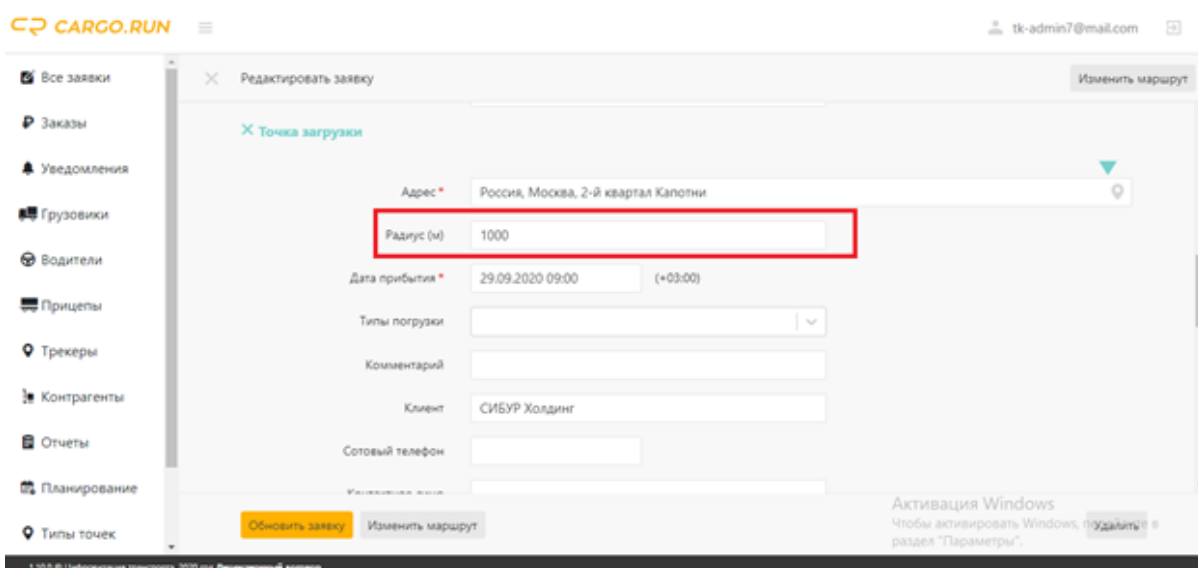 CARGO.RUN
tk-admin7@mail.com
Все заявки
Заказы
Уведомления
Грузовики
Водители
Прицепы
Трекеры
Контрагенты
Отчеты
Планирование
Типы точек
Редактировать заявку
Изменить маршрут
Точка загрузки
Адрес * Россия, Москва, 2-й квартал Капотни
Радиус (м) 1000
Дата прибытия * 29.09.2020 09:00 (+03:00)
Типы погрузки
Комментарий
Клиент СИБУР Холдинг
Сотовый телефон
Обновить заявку Изменить маршрут Удалить
Активация Windows
Чтобы активировать Windows, в
раздел "Параметры".